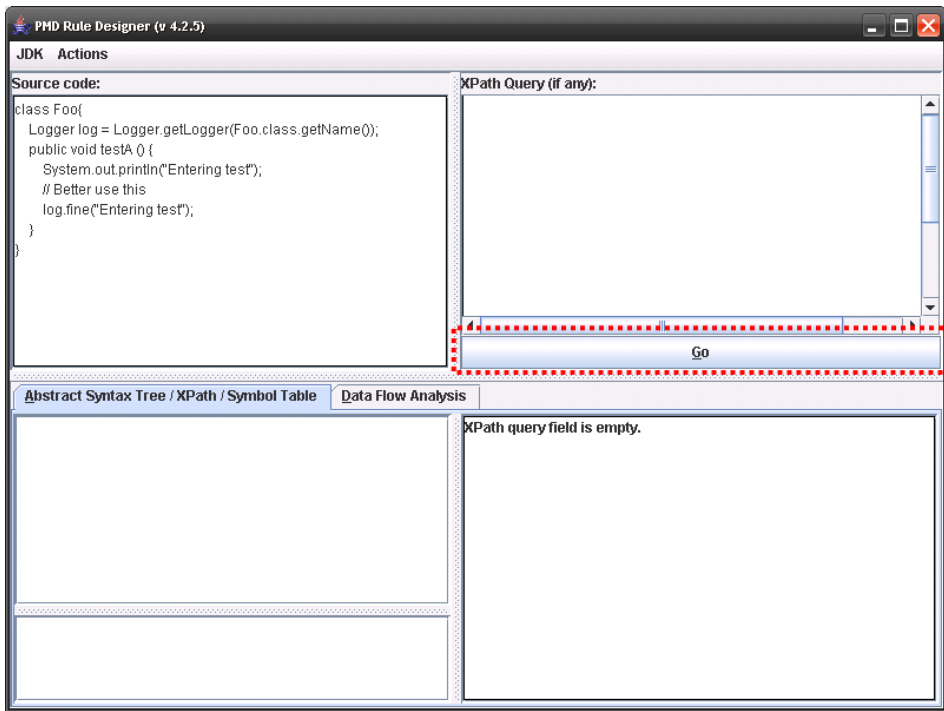 PMD Rule Designer (v 4.2.5)
JDK Actions
Source code:
class Foo{
Logger log = Logger.getLogger(Foo.class.getName());
public void testA () {
System.out.println("Entering test");
// Better use this
log.fine("Entering test");
}
}
XPath Query (if any):
Go
Abstract Syntax Tree / XPath / Symbol Table
Data Flow Analysis
XPath query field is empty.